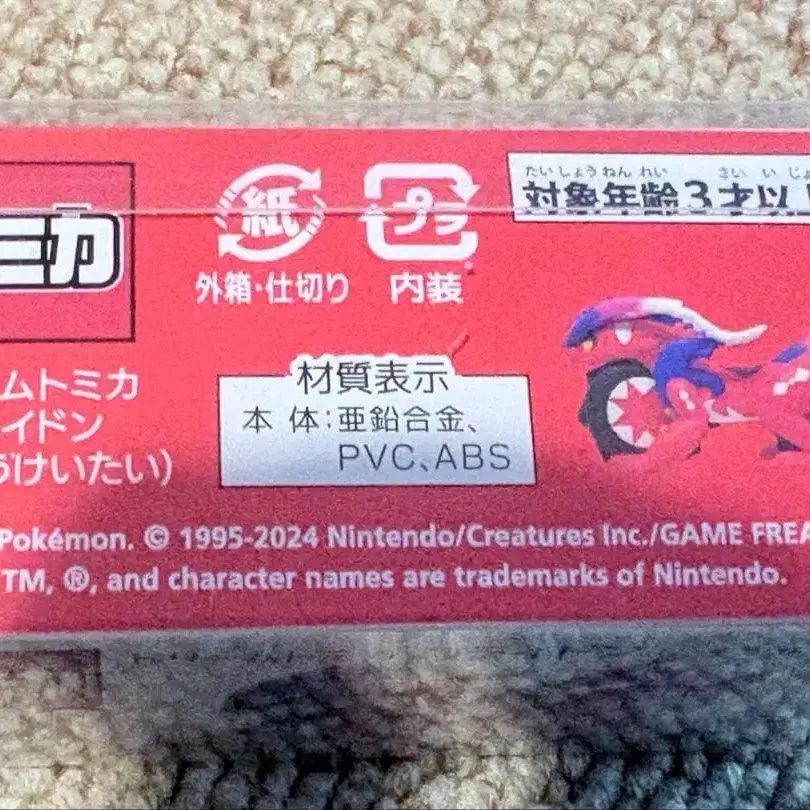 ミカ
紙
プラ
外箱・仕切り
内装
たいしょうねんれい さいいじょ
対象年齢3才以
ムトミカ
イドン
うけいたい)
材質表示
本 体:亜鉛合金、
PVC、ABS
Pokémon. © 1995-2024 Nintendo/Creatures Inc./GAME FREA
TM, ®, and character names are trademarks of Nintendo.